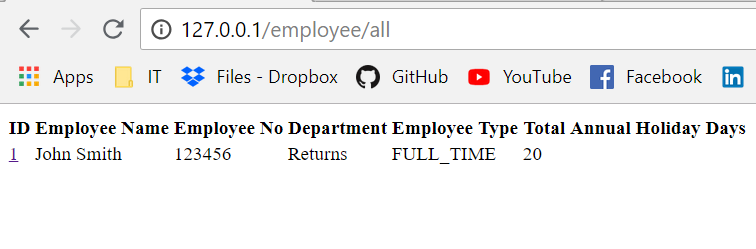 127.0.0.1/employee/all
Apps IT Files - Dropbox GitHub YouTube Facebook
ID Employee Name Employee No Department Employee Type Total Annual Holiday Days
1 John Smith 123456 Returns FULL_TIME 20